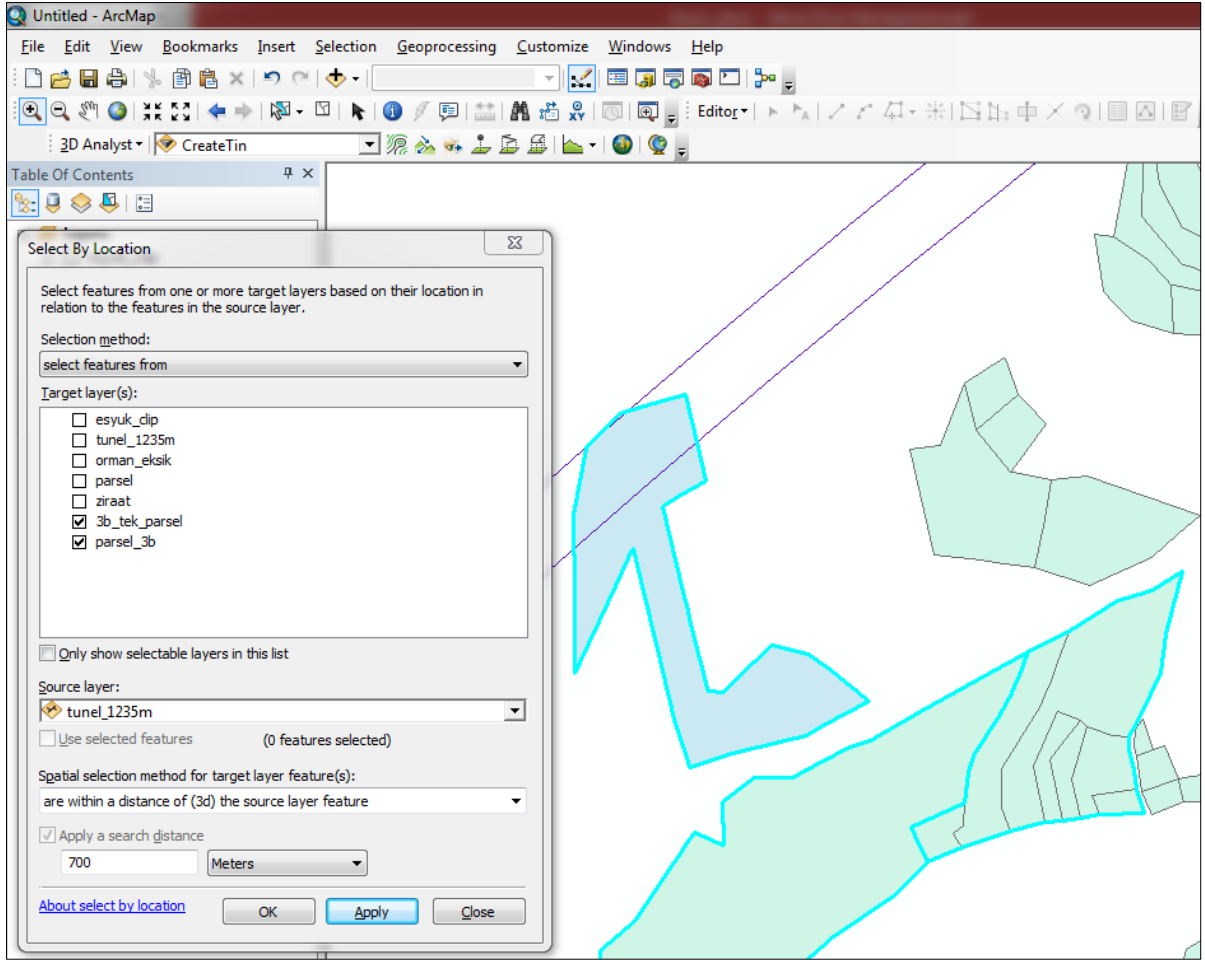 Untitled - ArcMap
File Edit View Bookmarks Insert Selection Geoprocessing Customize Windows Help
Editor
3D Analyst CreateTin
Table Of Contents
Select By Location
Select features from one or more target layers based on their location in
relation to the features in the source layer.
Selection method:
select features from
Target layer(s):
esyuk_clip
tunel_1235m
orman_eksik
parsel
ziraat
3b_tek_parsel
parsel_3b
Only show selectable layers in this list
Source layer:
tunel_1235m
Use selected features (0 features selected)
Spatial selection method for target layer feature(s):
are within a distance of (3d) the source layer feature
Apply a search distance
700 Meters
About select by location OK Apply Close